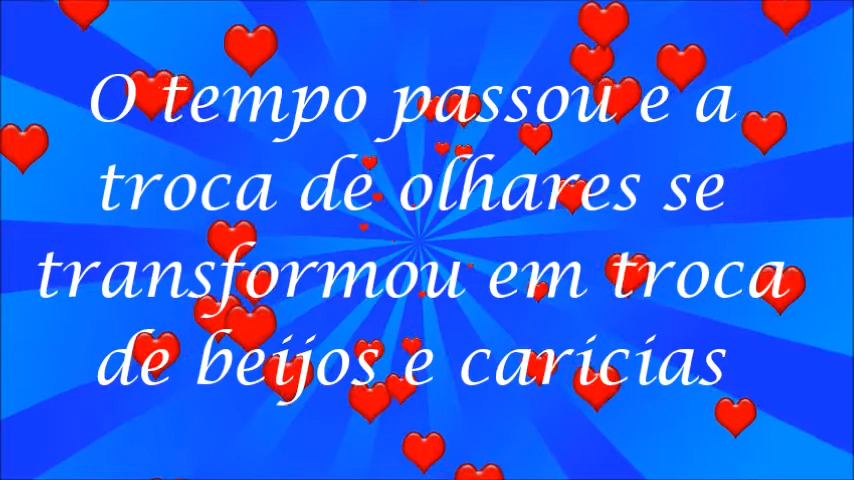 O tempo passou e a
troca de olhares se
transformou em troca
de beijos e caricias